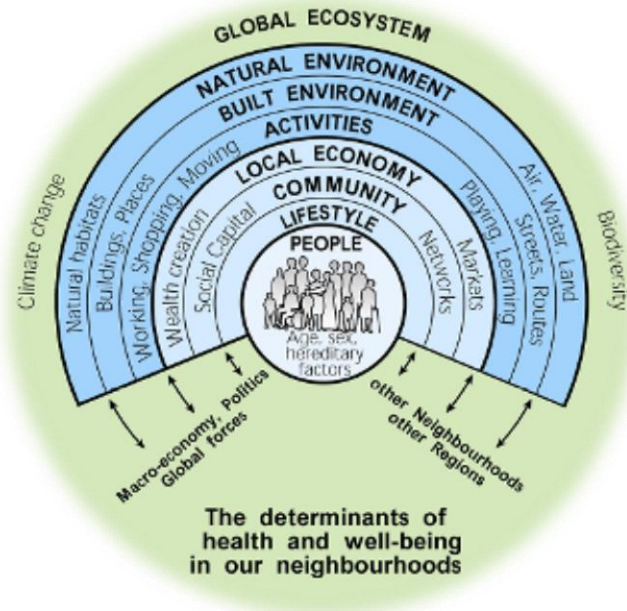 GLOBAL ECOSYSTEM
NATURAL ENVIRONMENT
BUILT ENVIRONMENT
ACTIVITIES
LOCAL ECONOMY
COMMUNITY
LIFESTYLE
PEOPLE
Age, sex,
hereditary
factors
Climate change
Natural habitats
Buildings, Places
Working, Shopping, Moving
Wealth creation
Social Capital
Networks
Markets
Playing, Learning
Streets, Routes
Air, Water, Land
Biodiversity
Macro-economy, Politics
Global forces
other Neighbourhoods
other Regions
The determinants of
health and well-being
in our neighbourhoods